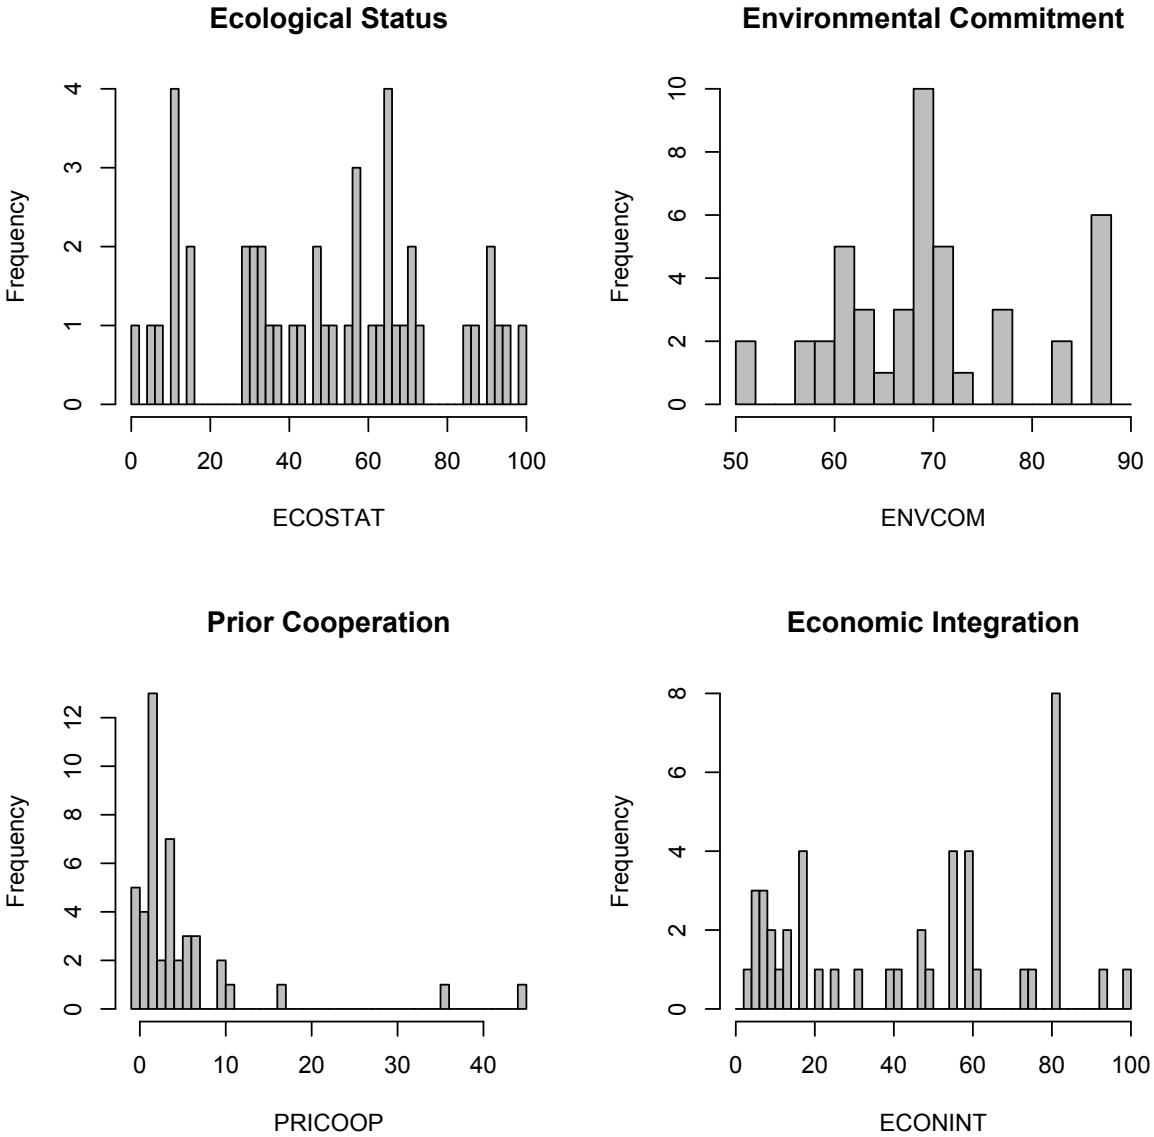 Ecological Status
Frequency
0 1 2 3 4
0 20 40 60 80 100
ECOSTAT
Environmental Commitment
Frequency
0 2 4 6 8 10
50 60 70 80 90
ENVCOM
Prior Cooperation
Frequency
0 2 4 6 8 10 12
0 10 20 30 40
PRICOOP
Economic Integration
Frequency
0 2 4 6 8
0 20 40 60 80 100
ECONINT